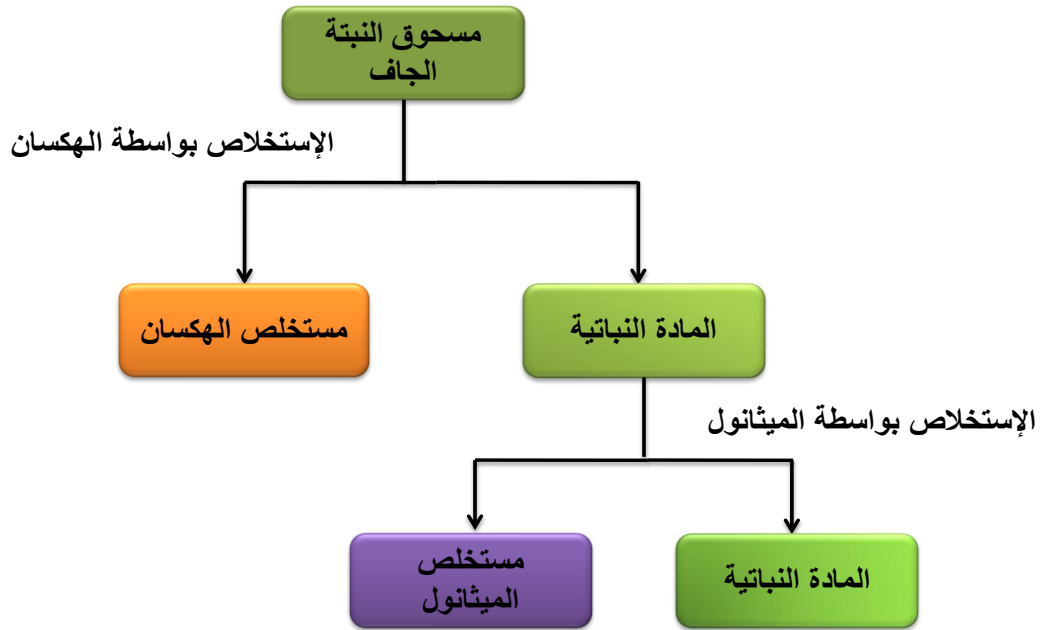 مسحوق النبتة
الجاف
الإستخلاص بواسطة الهكسان
المادة النباتية
مستخلص الهكسان
الإستخلاص بواسطة الميثانول
المادة النباتية
مستخلص
الميثانول